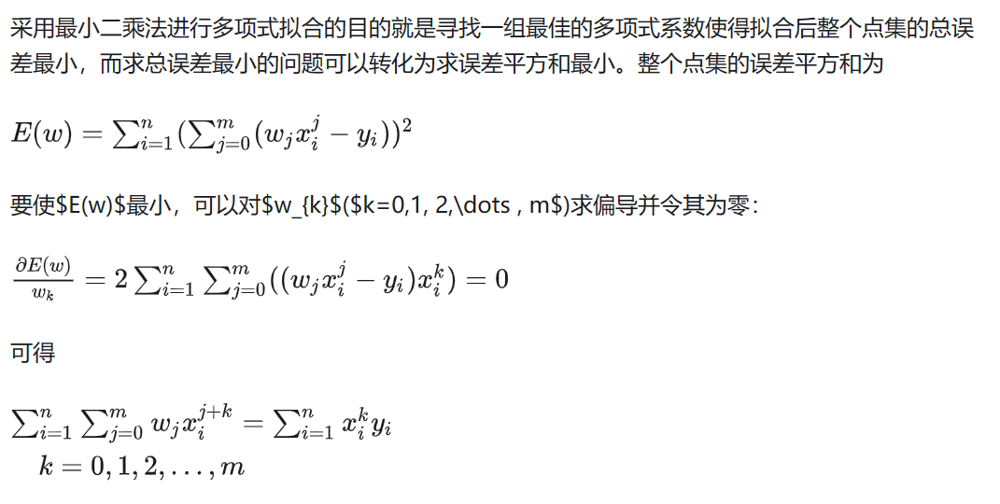 采用最小二乘法进行多项式拟合的目的就是寻找一组最佳的多项式系数使得拟合后整个点集的总误
差最小，而求总误差最小的问题可以转化为求误差平方和最小。整个点集的误差平方和为
$E(w) = \sum_{i=1}^{n}(\sum_{j=0}^{m}(w_j x_i^j - y_i))^2$
要使$E(w)$最小，可以对$w_{k}$($k=0,1, 2,\dots , m$)求偏导并令其为零：
$\frac{\partial E(w)}{w_k} = 2\sum_{i=1}^{n}\sum_{j=0}^{m}((w_j x_i^j - y_i)x_i^k) = 0$
可得
$\sum_{i=1}^{n}\sum_{j=0}^{m} w_j x_i^{j+k} = \sum_{i=1}^{n} x_i^k y_i$
$k = 0, 1, 2, \dots, m$